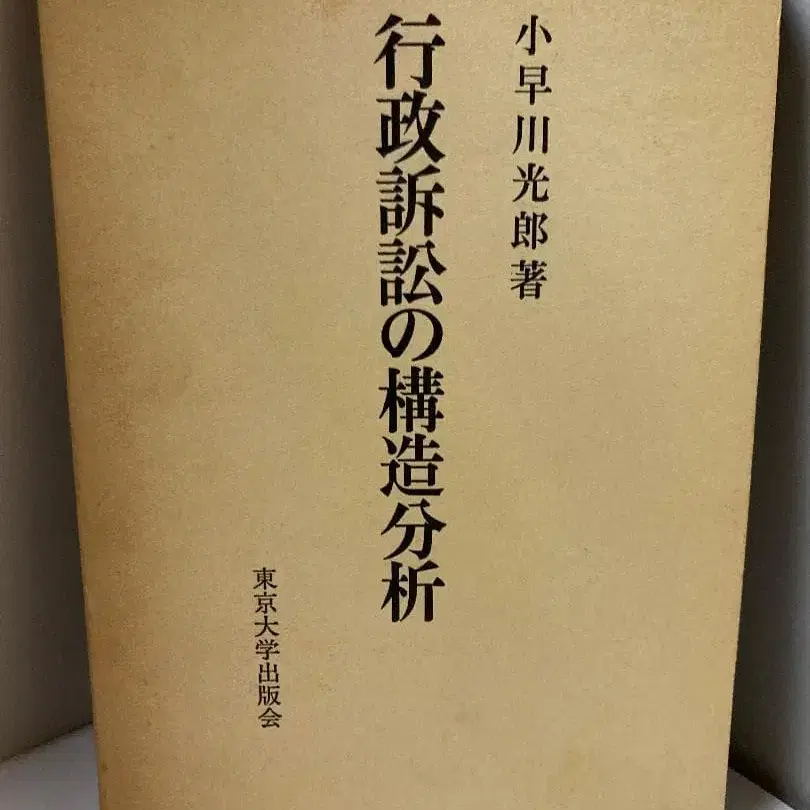 小早川光郎著
行政訴訟の構造分析
東京大学出版会